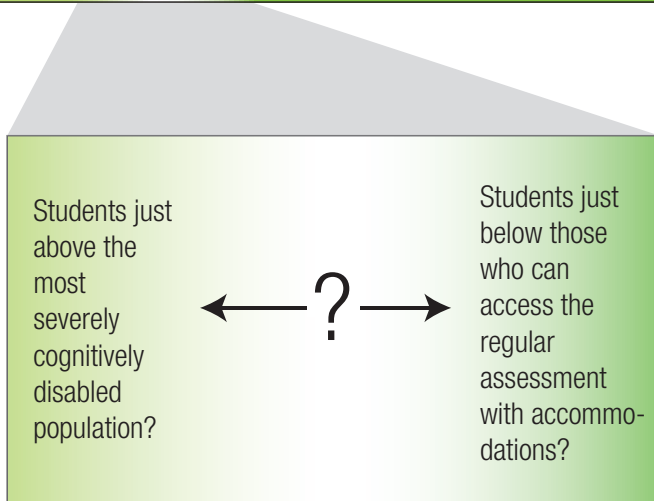 Students just
above the
most
severely
cognitively
disabled
population?
?
Students just
below those
who can
access the
regular
assessment
with accommo-
dations?